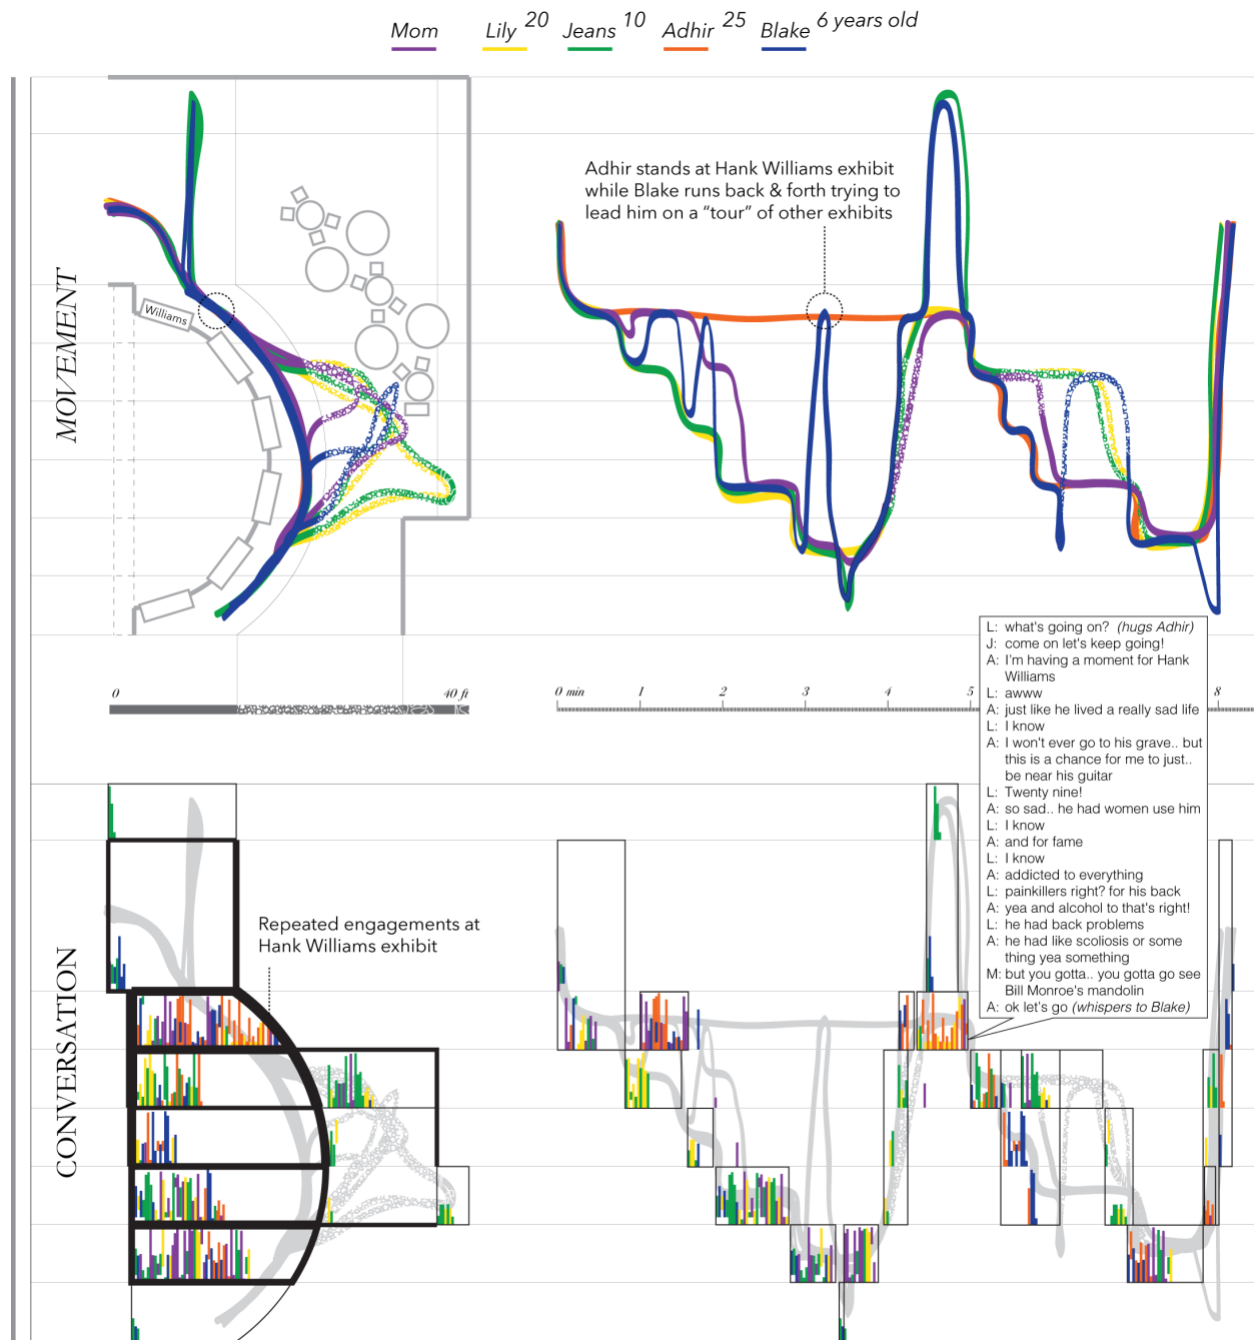 Mom Lily 20 Jeans 10 Adhir 25 Blake 6 years old
MOVEMENT
Williams
Adhir stands at Hank Williams exhibit
while Blake runs back & forth trying to
lead him on a “tour” of other exhibits
0 40 ft
0 min 1 2 3 4 5 8
L: what's going on? (hugs Adhir)
J: come on let's keep going!
A: I'm having a moment for Hank
Williams
L: awww
A: just like he lived a really sad life
L: I know
A: I won't ever go to his grave.. but
this is a chance for me to just..
be near his guitar
L: Twenty nine!
A: so sad.. he had women use him
L: I know
A: and for fame
L: I know
A: addicted to everything
L: painkillers right? for his back
A: yea and alcohol to that's right!
L: he had back problems
A: he had like scoliosis or some
thing yea something
M: but you gotta.. you gotta go see
Bill Monroe's mandolin
A: ok let's go (whispers to Blake)
CONVERSATION
Repeated engagements at
Hank Williams exhibit